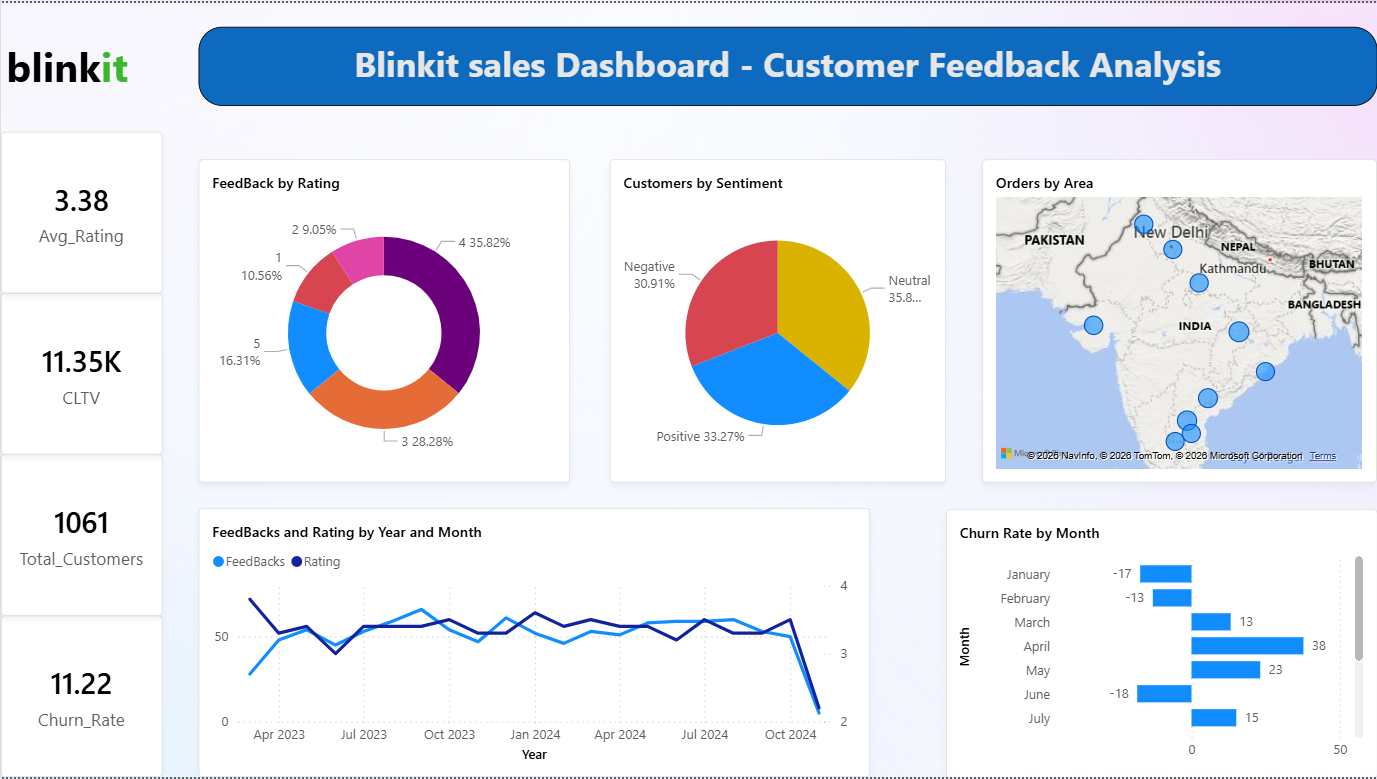 blinkit
Blinkit sales Dashboard - Customer Feedback Analysis
3.38
Avg_Rating
11.35K
CLTV
1061
Total_Customers
11.22
Churn_Rate
FeedBack by Rating
2 9.05%
4 35.82%
1
10.56%
5
16.31%
3 28.28%
Customers by Sentiment
Negative
30.91%
Neutral
35.8...
Positive 33.27%
Orders by Area
PAKISTAN
New Delhi
NEPAL
Kathmandu
BHUTAN
BANGLADESH
INDIA
© 2026 NavInfo, © 2026 TomTom, © 2026 Microsoft Corporation Terms
FeedBacks and Rating by Year and Month
FeedBacks Rating
4
50
3
0
2
Apr 2023 Jul 2023 Oct 2023 Jan 2024 Apr 2024 Jul 2024 Oct 2024
Year
Churn Rate by Month
Month
January -17
February -13
March 13
April 38
May 23
June -18
July 15
0 50